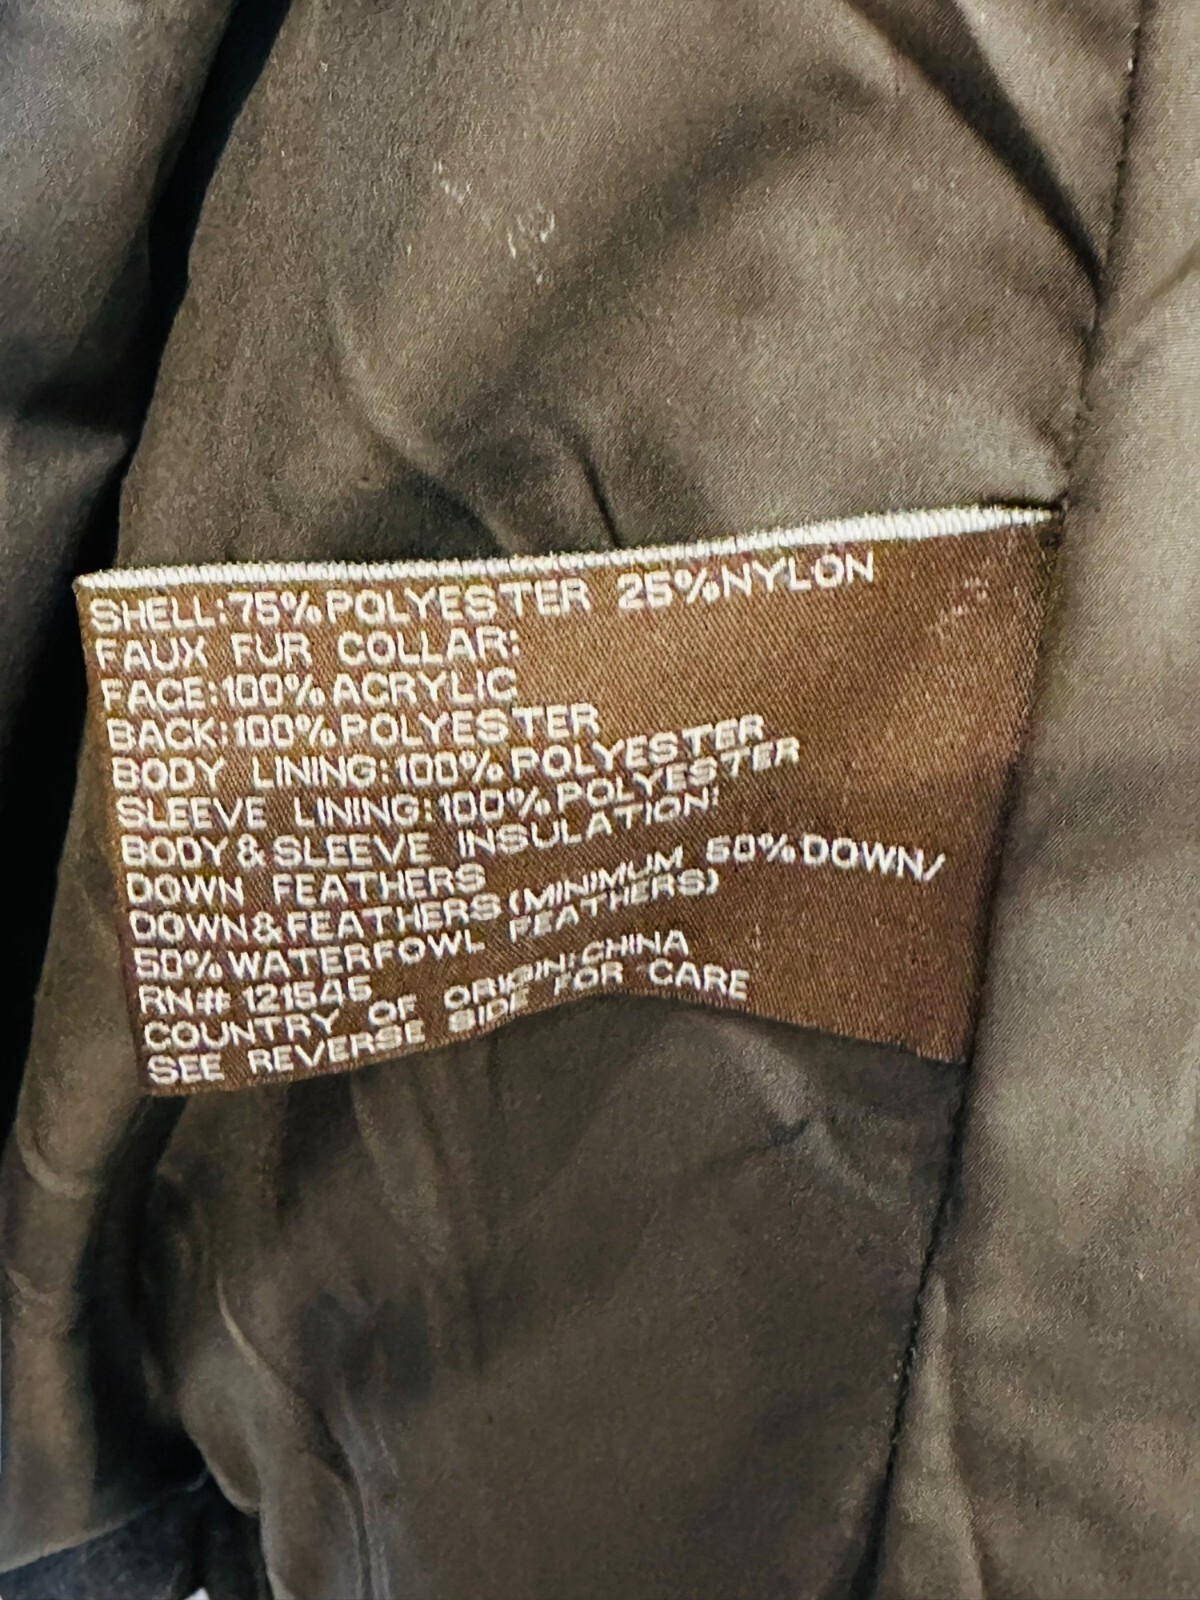 SHELL:75%POLYESTER 25%NYLON
FAUX FUR COLLAR:
FACE:100%ACRYLIC
BACK:100%POLYESTER
BODY LINING:100%POLYESTER
SLEEVE LINING:100%POLYESTER
BODY&SLEEVE INSULATION:
DOWN FEATHERS
DOWN&FEATHERS(MINIMUM 50%DOWN/
50%WATERFOWL FEATHERS)
RN#121545
COUNTRY OF ORIGIN:CHINA
SEE REVERSE SIDE FOR CARE